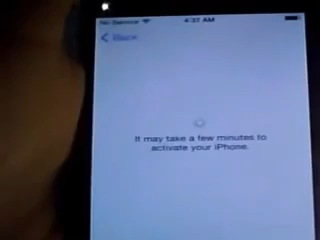 No Service 4:37 AM
Back
It may take a few minutes to
activate your iPhone.